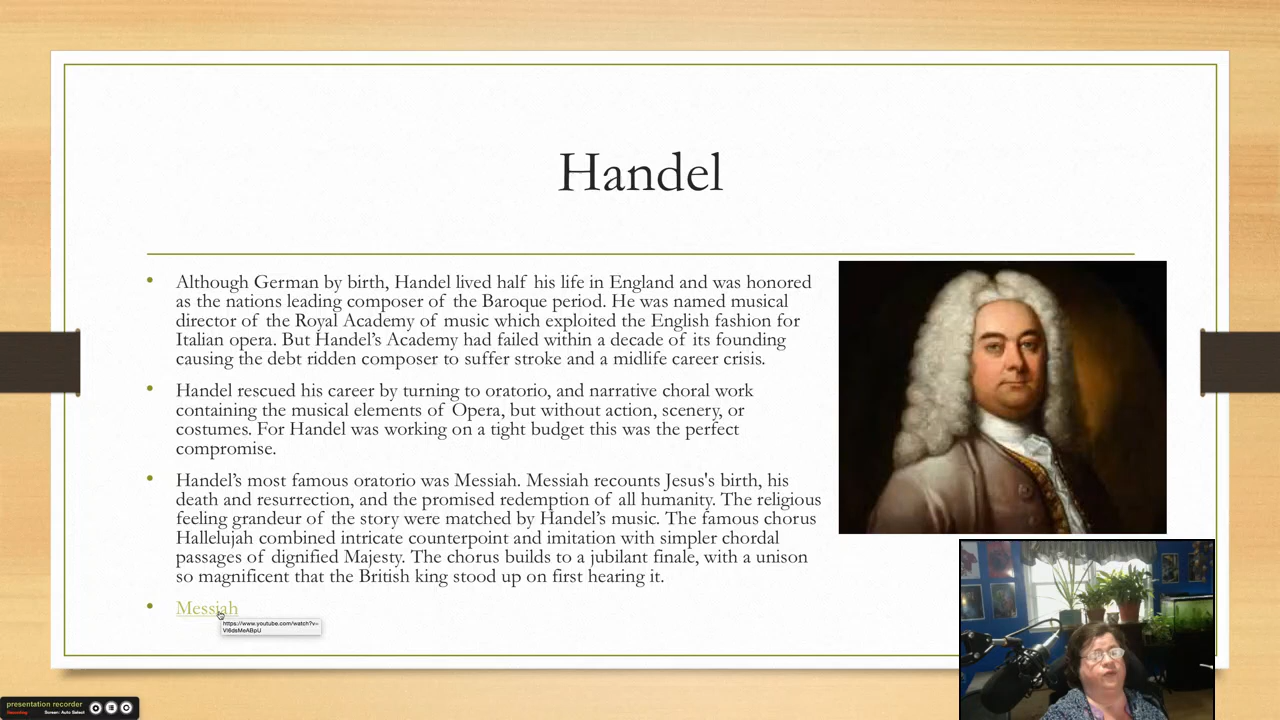 Handel
Although German by birth, Handel lived half his life in England and was honored
as the nations leading composer of the Baroque period. He was named musical
director of the Royal Academy of music which exploited the English fashion for
Italian opera. But Handel's Academy had failed within a decade of its founding
causing the debt ridden composer to suffer stroke and a midlife career crisis.
Handel rescued his career by turning to oratorio, and narrative choral work
containing the musical elements of Opera, but without action, scenery, or
costumes. For Handel was working on a tight budget this was the perfect
compromise.
Handel's most famous oratorio was Messiah. Messiah recounts Jesus's birth, his
death and resurrection, and the promised redemption of all humanity. The religious
feeling grandeur of the story were matched by Handel's music. The famous chorus
Hallelujah combined intricate counterpoint and imitation with simpler chordal
passages of dignified Majesty. The chorus builds to a jubilant finale, with a unison
so magnificent that the British king stood up on first hearing it.
Messiah
https://www.youtube.com/watch?v=
VI6dsMeABpU
presentation recorder
Recording Screen: Auto Select